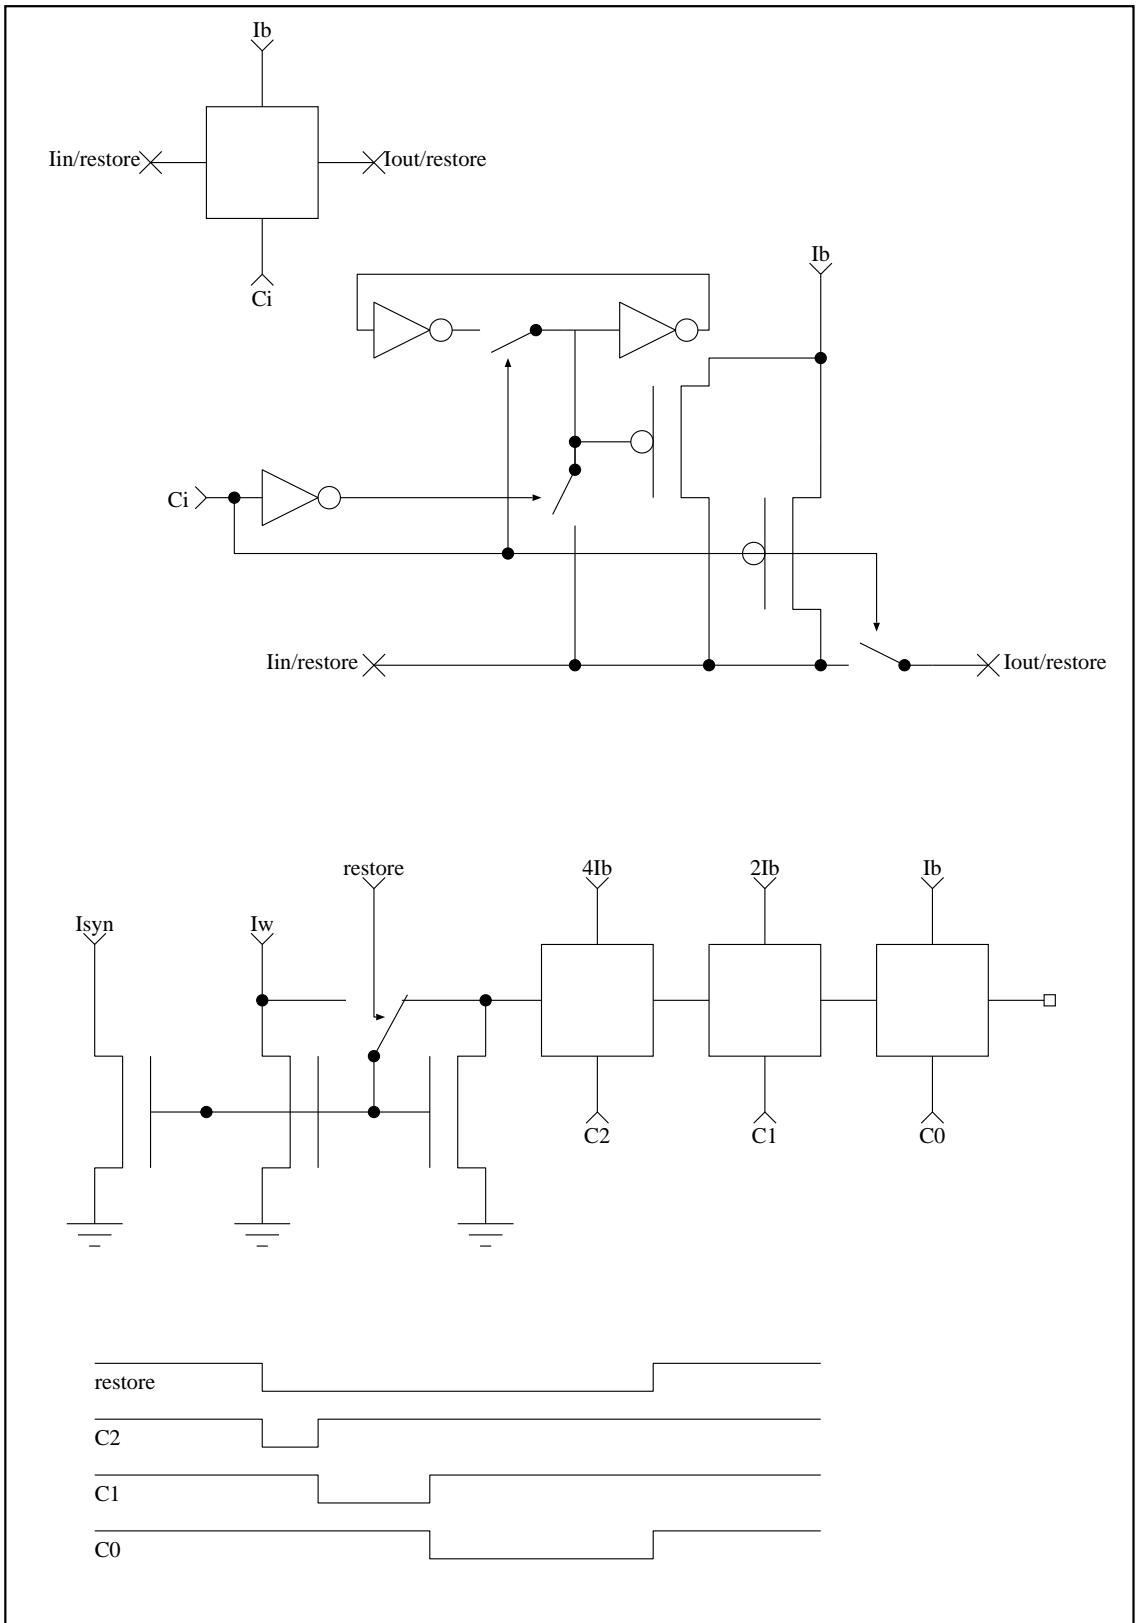 Ib
Iin/restore
Iout/restore
Ci
Ib
Ci
Iin/restore
Iout/restore
restore
4Ib
2Ib
Ib
Isyn
Iw
C2
C1
C0
restore
C2
C1
C0